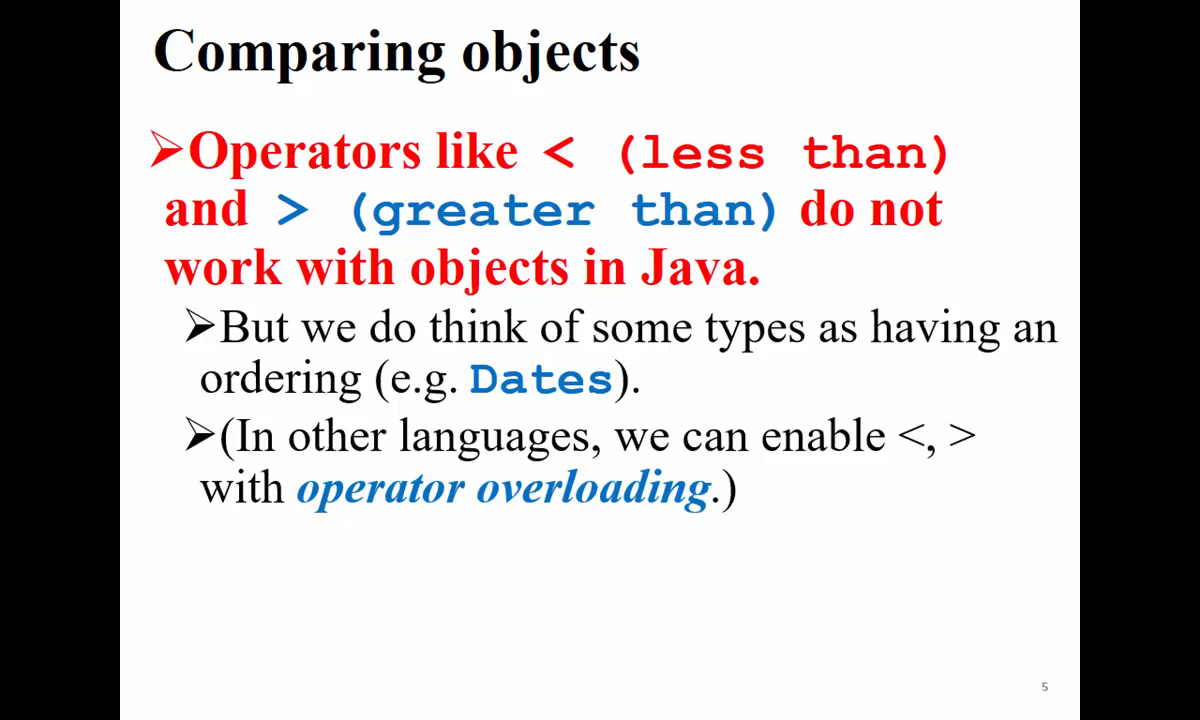 Comparing objects
➢Operators like < (less than)
and > (greater than) do not
work with objects in Java.
➢But we do think of some types as having an
ordering (e.g. Dates).
➢(In other languages, we can enable <, >
with operator overloading.)
5